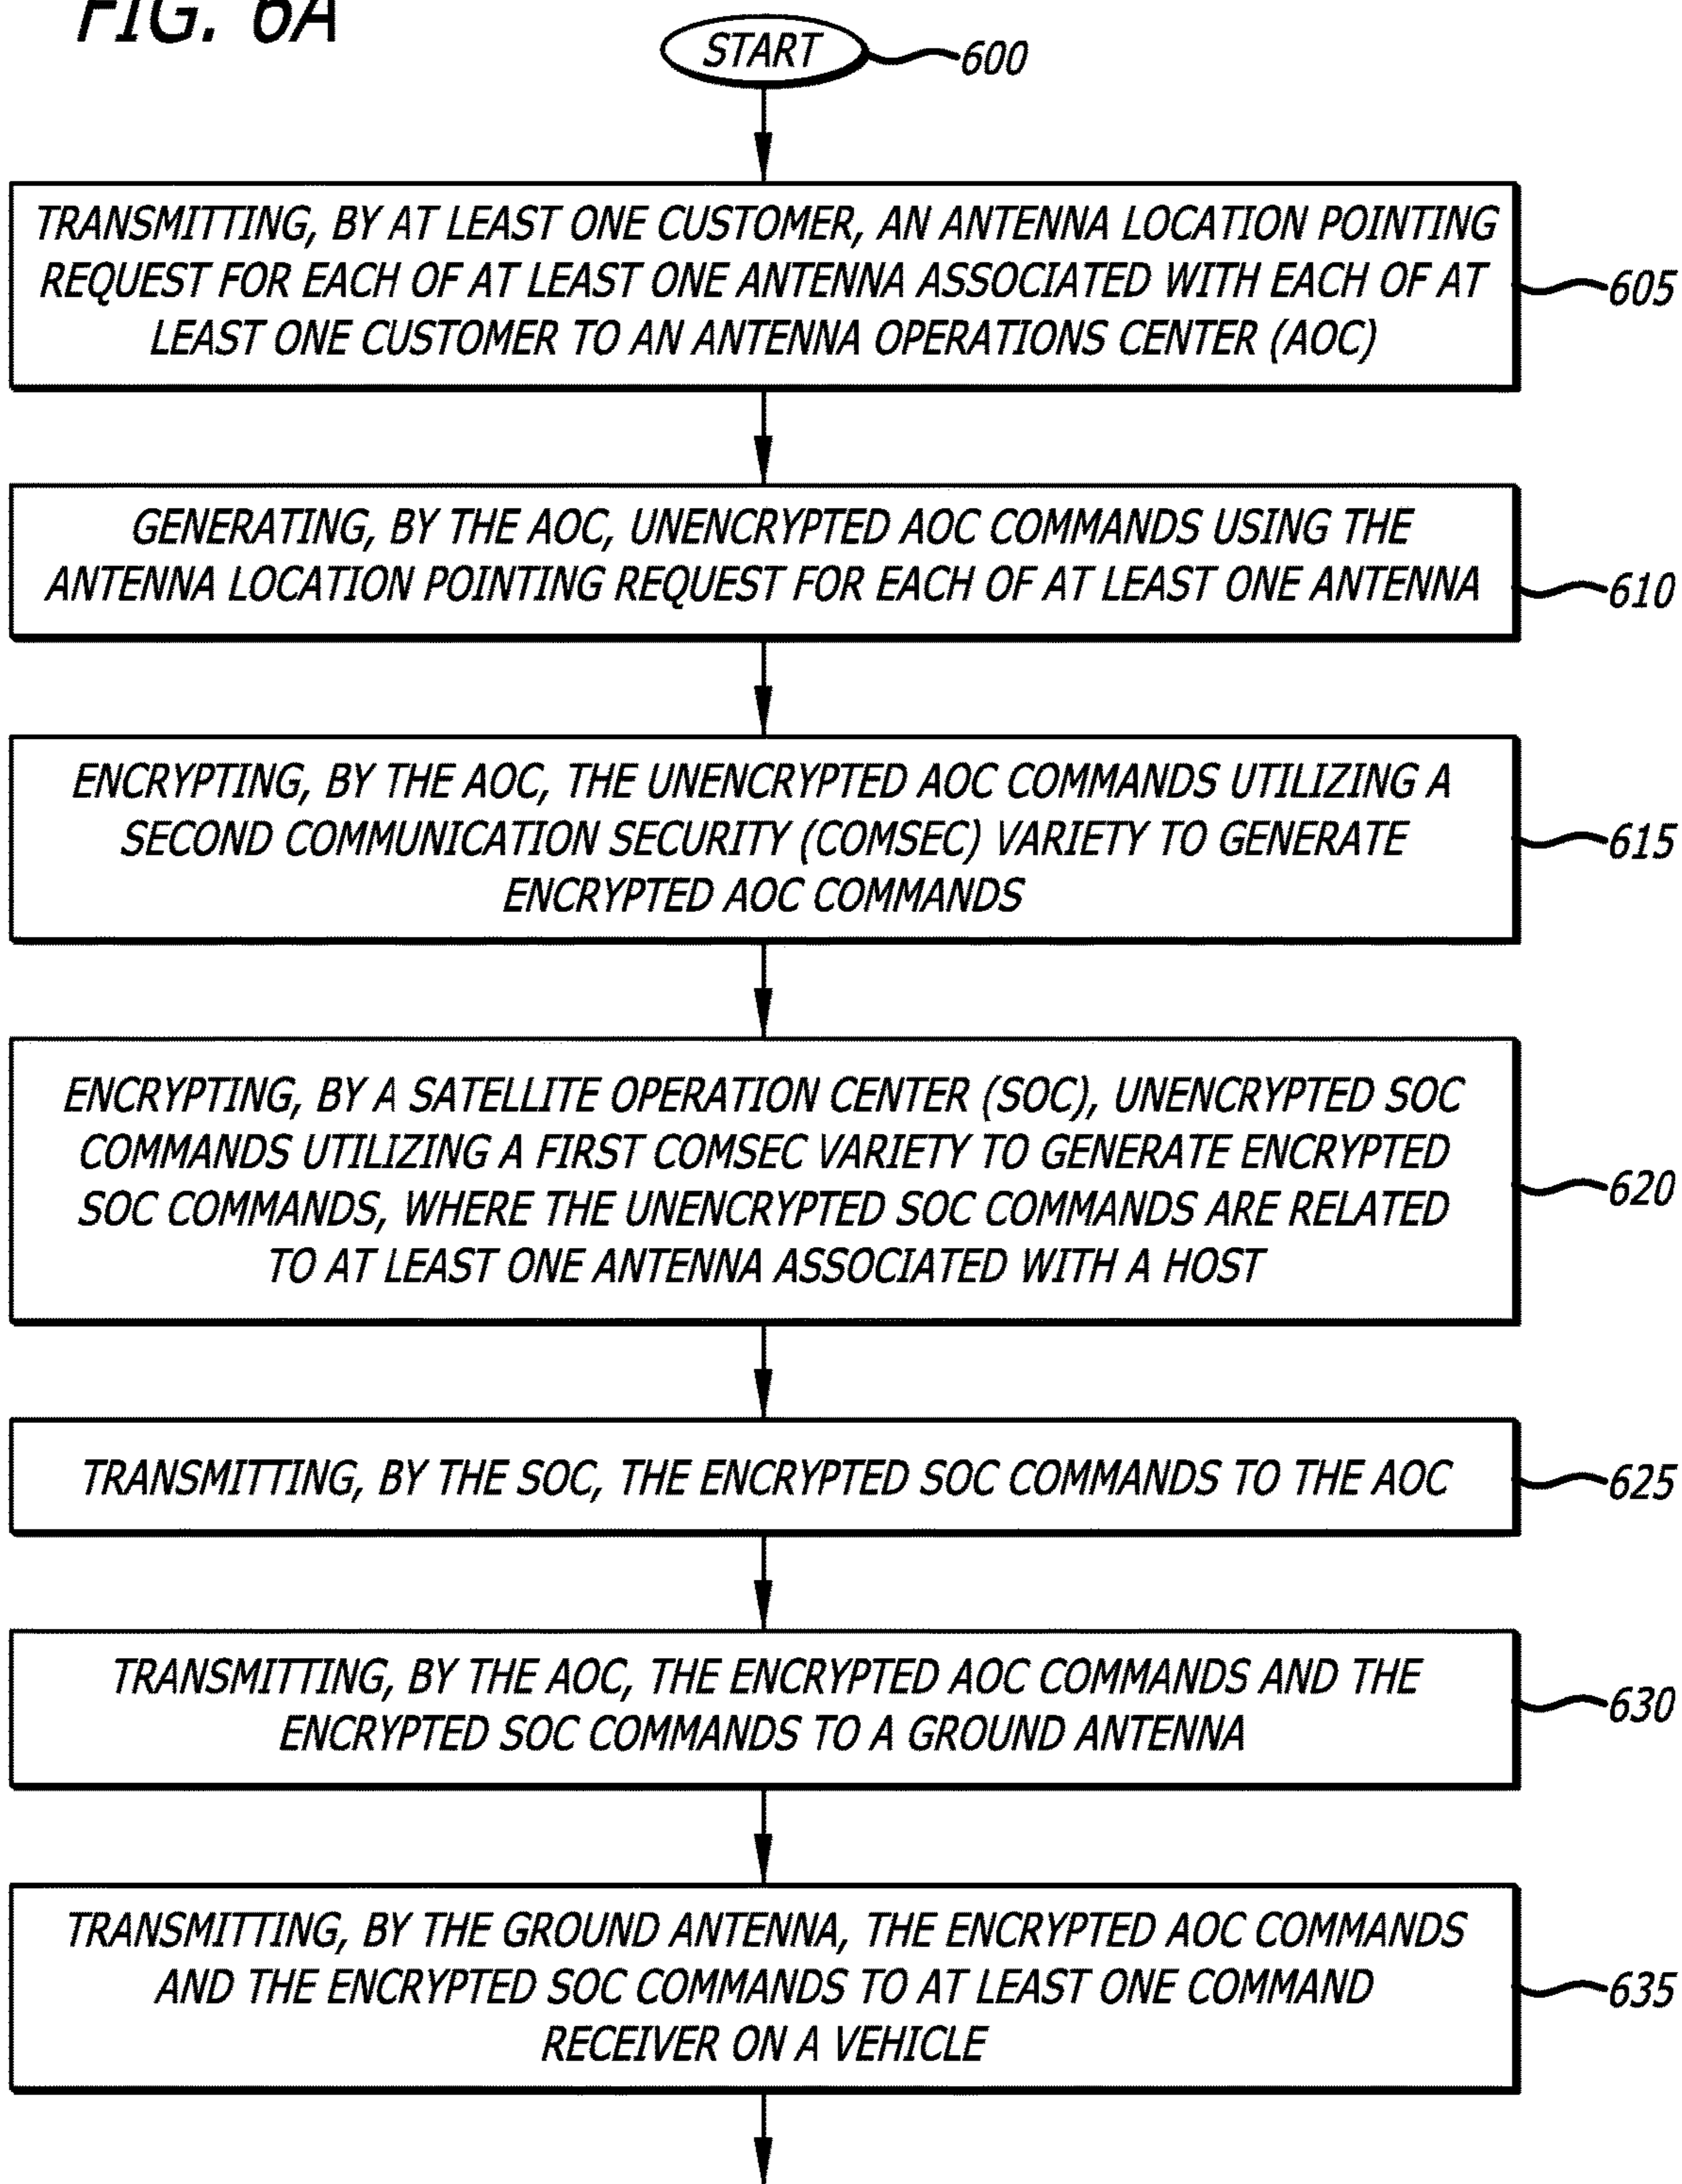 FIG. 6A
START
600
TRANSMITTING, BY AT LEAST ONE CUSTOMER, AN ANTENNA LOCATION POINTING
REQUEST FOR EACH OF AT LEAST ONE ANTENNA ASSOCIATED WITH EACH OF AT
LEAST ONE CUSTOMER TO AN ANTENNA OPERATIONS CENTER (AOC)
605
GENERATING, BY THE AOC, UNENCRYPTED AOC COMMANDS USING THE
ANTENNA LOCATION POINTING REQUEST FOR EACH OF AT LEAST ONE ANTENNA
610
ENCRYPTING, BY THE AOC, THE UNENCRYPTED AOC COMMANDS UTILIZING A
SECOND COMMUNICATION SECURITY (COMSEC) VARIETY TO GENERATE
ENCRYPTED AOC COMMANDS
615
ENCRYPTING, BY A SATELLITE OPERATION CENTER (SOC), UNENCRYPTED SOC
COMMANDS UTILIZING A FIRST COMSEC VARIETY TO GENERATE ENCRYPTED
SOC COMMANDS, WHERE THE UNENCRYPTED SOC COMMANDS ARE RELATED
TO AT LEAST ONE ANTENNA ASSOCIATED WITH A HOST
620
TRANSMITTING, BY THE SOC, THE ENCRYPTED SOC COMMANDS TO THE AOC
625
TRANSMITTING, BY THE AOC, THE ENCRYPTED AOC COMMANDS AND THE
ENCRYPTED SOC COMMANDS TO A GROUND ANTENNA
630
TRANSMITTING, BY THE GROUND ANTENNA, THE ENCRYPTED AOC COMMANDS
AND THE ENCRYPTED SOC COMMANDS TO AT LEAST ONE COMMAND
RECEIVER ON A VEHICLE
635